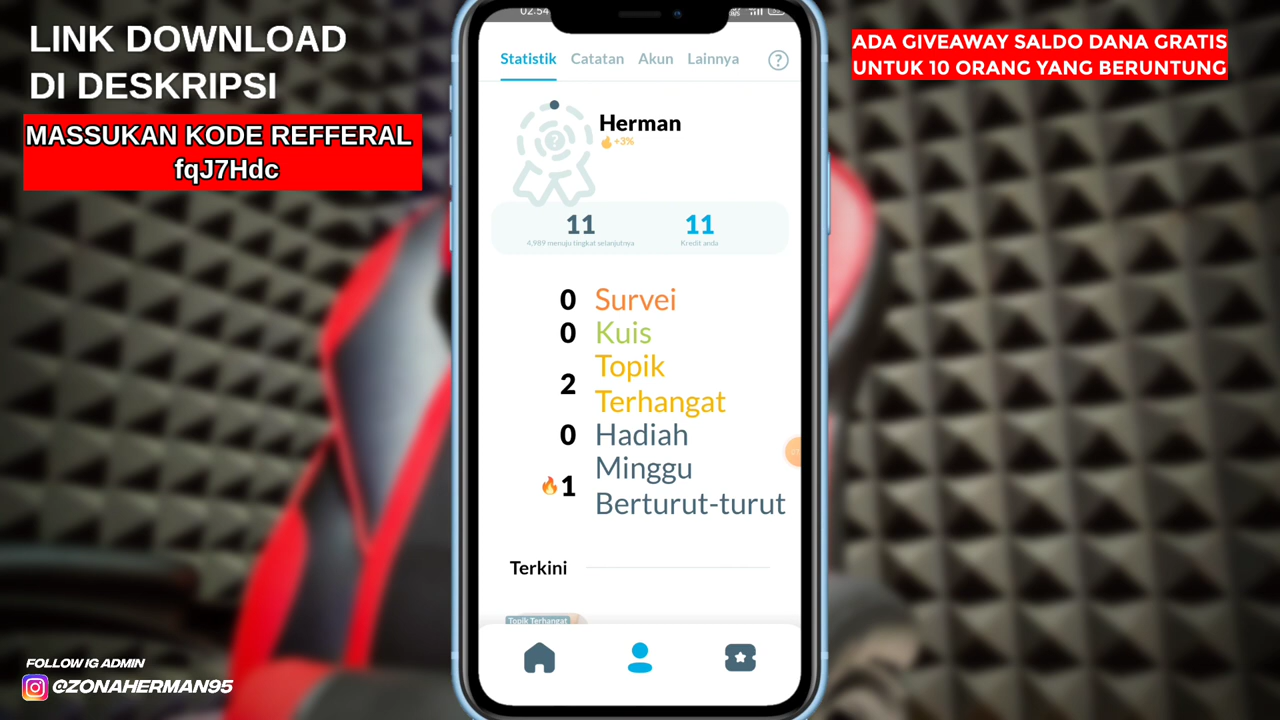 LINK DOWNLOAD
DI DESKRIPSI
MASSUKAN KODE REFFERAL
fqJ7Hdc
ADA GIVEAWAY SALDO DANA GRATIS
UNTUK 10 ORANG YANG BERUNTUNG
02:54
Statistik Catatan Akun Lainnya ?
Herman
🔥+3%
11 11
4,989 menuju tingkat selanjutnya Kredit anda
0 Survei
0 Kuis
2 Topik
Terhangat
0 Hadiah
🔥1 Minggu
Berturut-turut
Terkini
Topik Terhangat
FOLLOW IG ADMIN
@ZONAHERMAN95